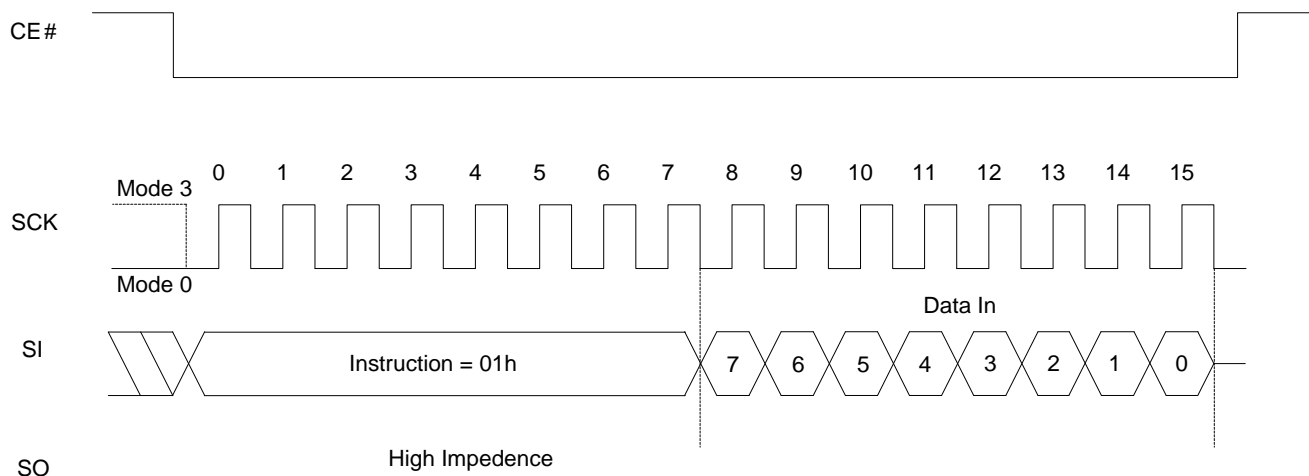 CE#
0 1 2 3 4 5 6 7 8 9 10 11 12 13 14 15
Mode 3
SCK
Mode 0
Data In
SI
Instruction = 01h
7 6 5 4 3 2 1 0
High Impedence
SO